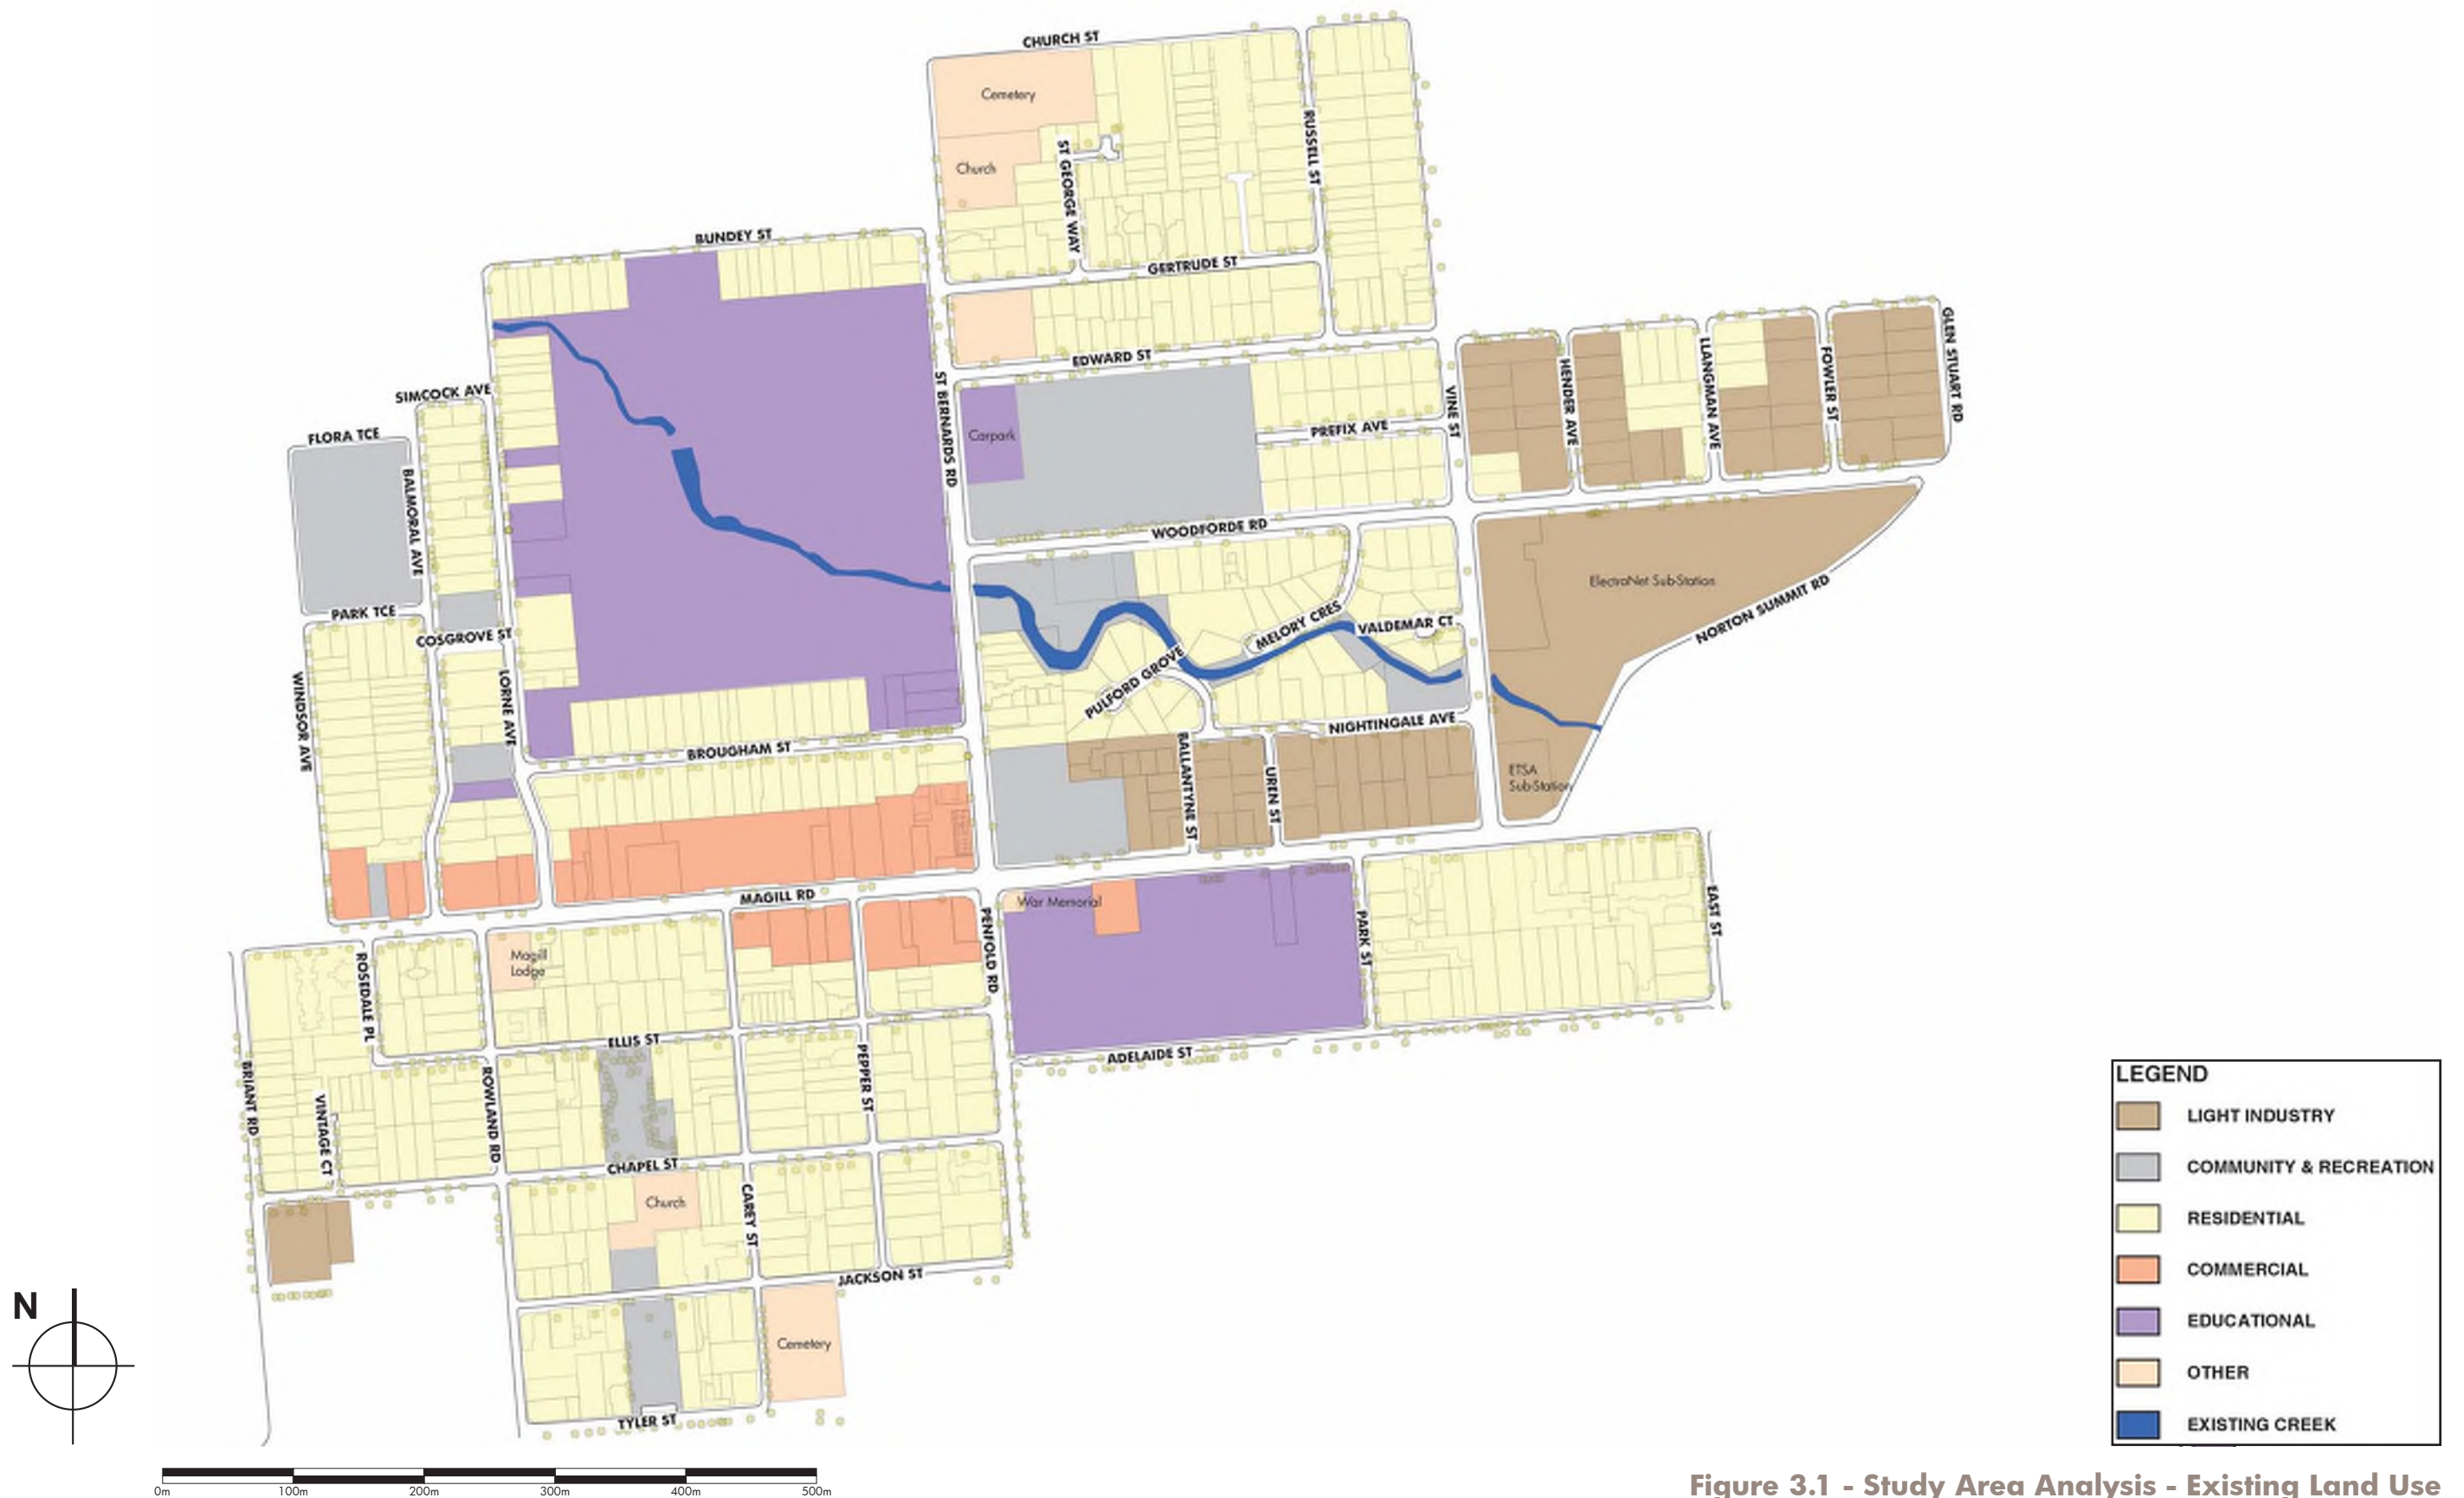 CHURCH ST
Cemetery
RUSSELL ST
ST GEORGE WAY
Church
BUNDEY ST
GERTRUDE ST
EDWARD ST
GLEN STUART RD
LLANGMAN AVE
FOWLER ST
HENDER AVE
VINE ST
ST BERNARDS RD
SIMCOCK AVE
FLORA TCE
Carpark
PREFIX AVE
BALMORAL AVE
WOODFORDE RD
ElectraNet Sub-Station
NORTON SUMMIT RD
PARK TCE
COSGROVE ST
MELORY CRES
VALDEMAR CT
PULFORD GROVE
WINDSOR AVE
LORNE AVE
NIGHTINGALE AVE
BROUGHAM ST
BALLANTYNE ST
UREN ST
ETSA
Sub-Station
MAGILL RD
War Memorial
PENFOLD RD
PARK ST
EAST ST
Magill
Lodge
ROSEDALE PL
ELLIS ST
ADELAIDE ST
PEPPER ST
BRIANT RD
VINTAGE CT
ROWLAND RD
CHAPEL ST
Church
CAREY ST
JACKSON ST
Cemetery
TYLER ST
N
0m 100m 200m 300m 400m 500m
LEGEND
LIGHT INDUSTRY
COMMUNITY & RECREATION
RESIDENTIAL
COMMERCIAL
EDUCATIONAL
OTHER
EXISTING CREEK
Figure 3.1 - Study Area Analysis - Existing Land Use